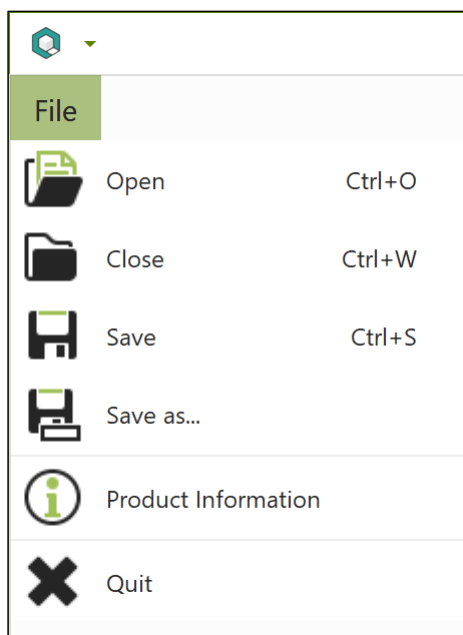 File
Open Ctrl+O
Close Ctrl+W
Save Ctrl+S
Save as...
Product Information
Quit